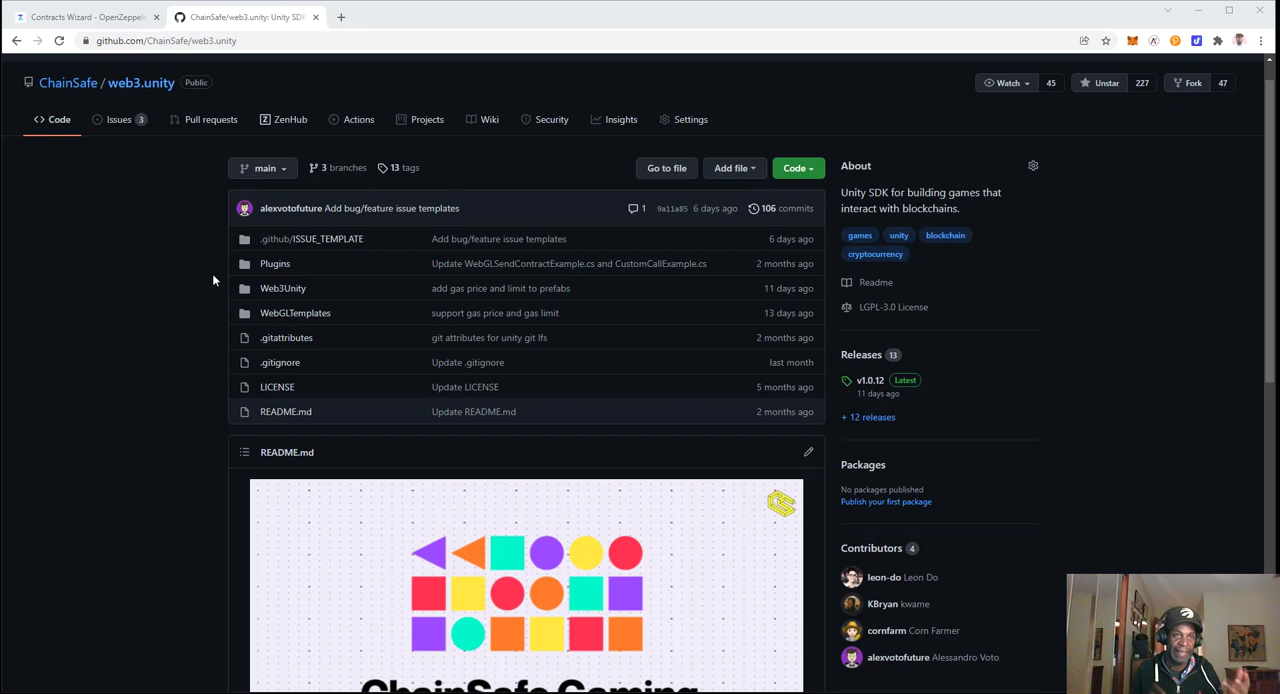 Contracts Wizard - OpenZeppel
ChainSafe/web3.unity: Unity SD
github.com/ChainSafe/web3.unity
ChainSafe / web3.unity Public
Watch 45 Unstar 227 Fork 47
Code Issues 3 Pull requests ZenHub Actions Projects Wiki Security Insights Settings
main 3 branches 13 tags Go to file Add file Code
alexvotofuture Add bug/feature issue templates 1 9a11a85 6 days ago 106 commits
.github/ISSUE_TEMPLATE Add bug/feature issue templates 6 days ago
Plugins Update WebGLSendContractExample.cs and CustomCallExample.cs 2 months ago
Web3Unity add gas price and limit to prefabs 11 days ago
WebGLTemplates support gas price and gas limit 13 days ago
.gitattributes git attributes for unity git lfs 2 months ago
.gitignore Update .gitignore last month
LICENSE Update LICENSE 5 months ago
README.md Update README.md 2 months ago
README.md
ChainSafe Gaming
About
Unity SDK for building games that
interact with blockchains.
games unity blockchain
cryptocurrency
Readme
LGPL-3.0 License
Releases 13
v1.0.12 Latest
11 days ago
+ 12 releases
Packages
No packages published
Publish your first package
Contributors 4
leon-do Leon Do
KBryan kwame
cornfarm Corn Farmer
alexvotofuture Alessandro Voto